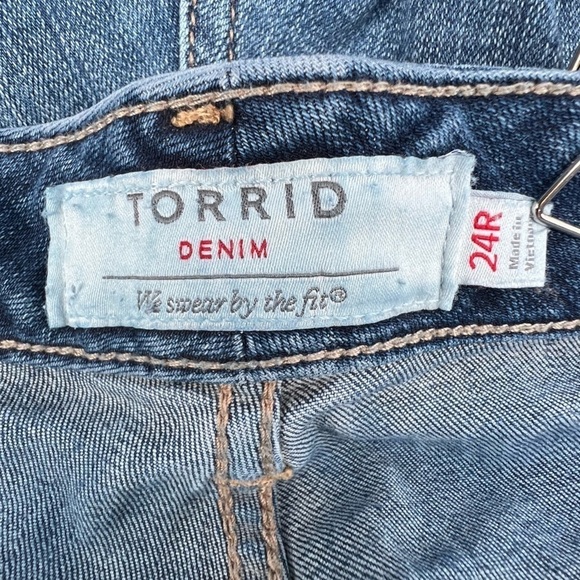 TORRID
DENIM
We swear by the fit®
24R
Made in
Vietnam